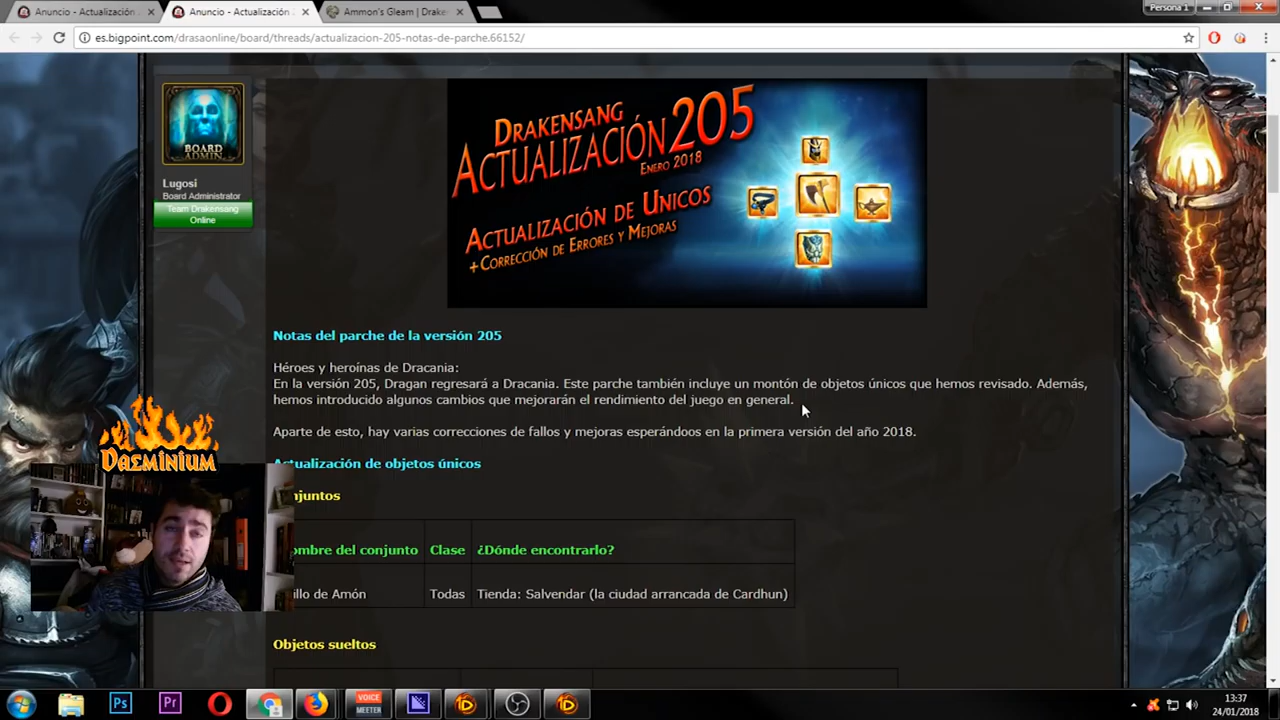 Anuncio - Actualización
Anuncio - Actualización 2
Ammon's Gleam | Drake
Persona 1
es.bigpoint.com/drasaonline/board/threads/actualizacion-205-notas-de-parche.66152/
BOARD
ADMIN
Lugosi
Board Administrator
Team Drakensang
Online
DRAKENSANG
ACTUALIZACIÓN 205
ENERO 2018
ACTUALIZACIÓN DE UNICOS
+ CORRECCIÓN DE ERRORES Y MEJORAS
Notas del parche de la versión 205
Héroes y heroínas de Dracania:
En la versión 205, Dragan regresará a Dracania. Este parche también incluye un montón de objetos únicos que hemos revisado. Además,
hemos introducido algunos cambios que mejorarán el rendimiento del juego en general.
Aparte de esto, hay varias correcciones de fallos y mejoras esperándoos en la primera versión del año 2018.
Actualización de objetos únicos
njuntos
ombre del conjunto Clase ¿Dónde encontrarlo?
illo de Amón Todas Tienda: Salvendar (la ciudad arrancada de Cardhun)
Objetos sueltos
DAEMINIUM
Ps
Pr
VOICE
MEETER
13:37
24/01/2018